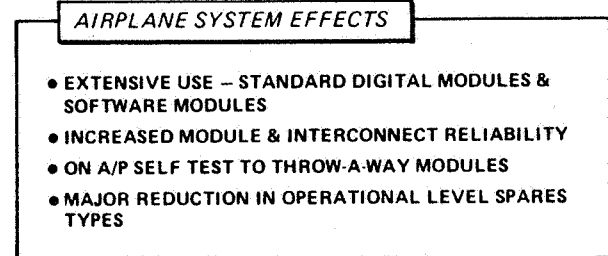 AIRPLANE SYSTEM EFFECTS
• EXTENSIVE USE – STANDARD DIGITAL MODULES &
SOFTWARE MODULES
• INCREASED MODULE & INTERCONNECT RELIABILITY
• ON A/P SELF TEST TO THROW-A-WAY MODULES
• MAJOR REDUCTION IN OPERATIONAL LEVEL SPARES
TYPES